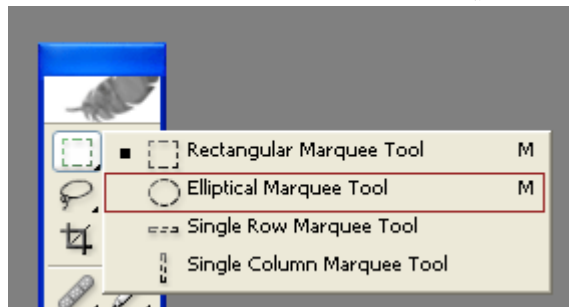 Rectangular Marquee Tool M
Elliptical Marquee Tool M
Single Row Marquee Tool
Single Column Marquee Tool